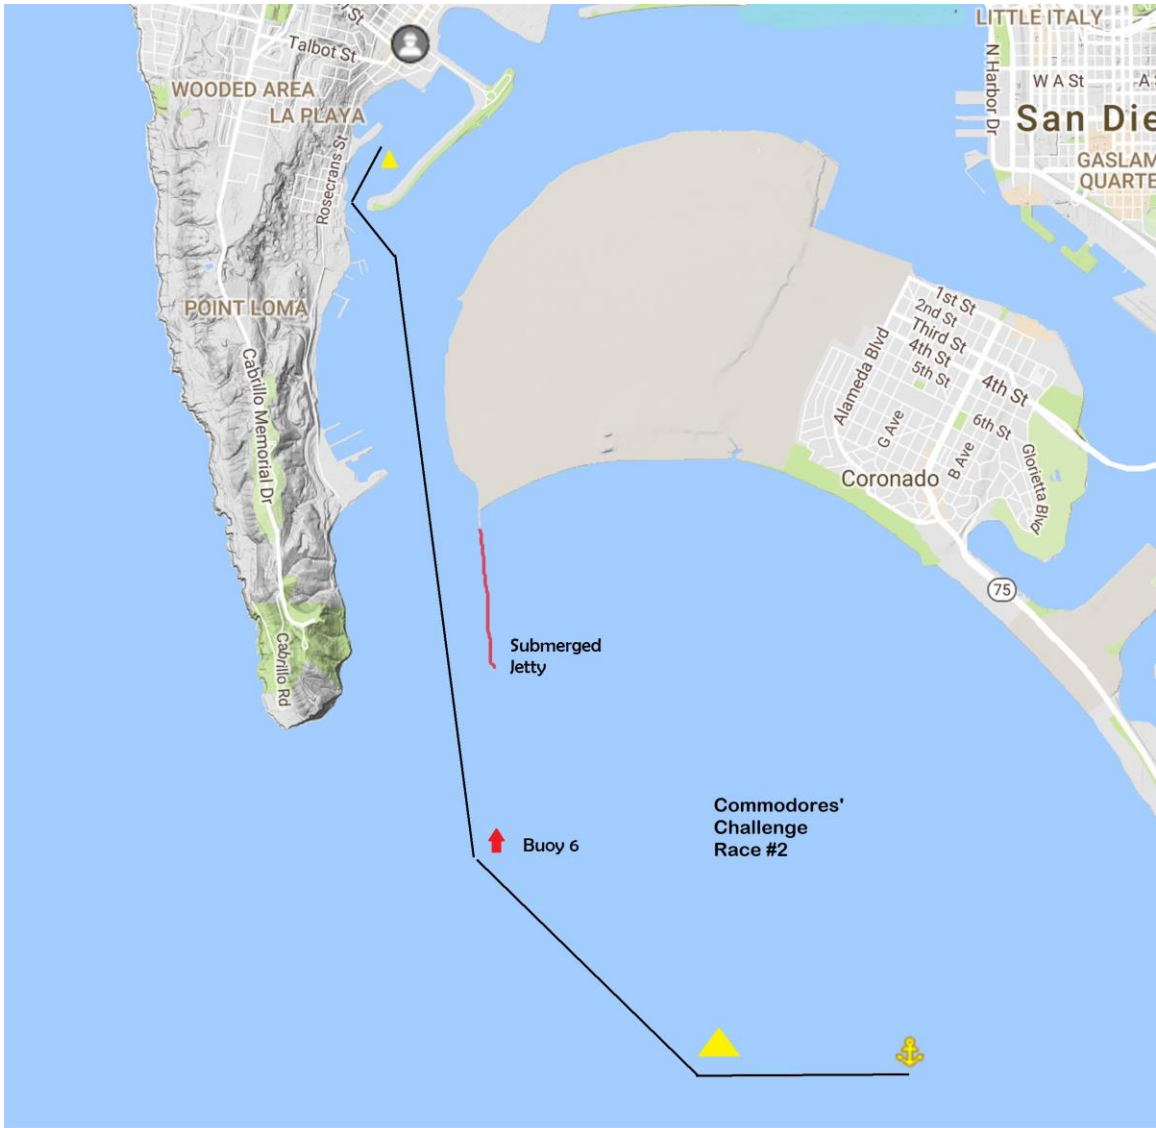 LITTLE ITALY
Talbot St
N Harbor Dr
W A St
WOODED AREA
LA PLAYA
San Die
GASLAM
QUARTE
Rosecrans St
POINT LOMA
1st St
2nd St
Third St
4th St
5th St
4th St
Alameda Blvd
Cabrillo Memorial Dr
G Ave
6th St
B Ave
Glorietta Blvd
Coronado
75
Submerged
Jetty
Cabrillo Rd
Commodores'
Challenge
Race #2
Buoy 6